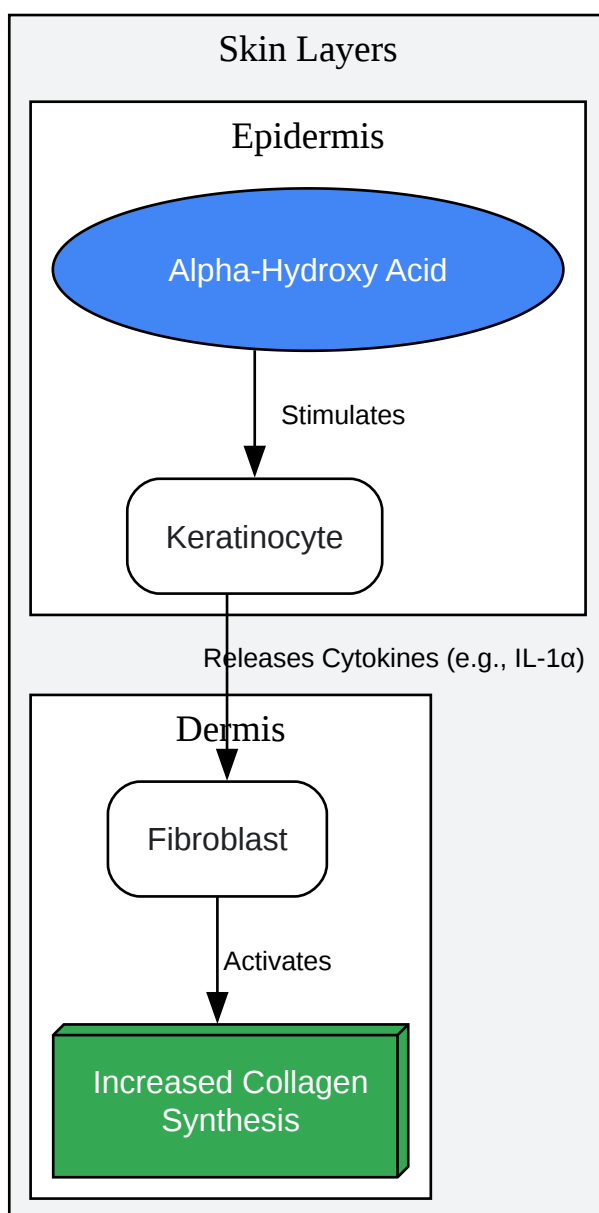 Skin Layers
Epidermis
Alpha-Hydroxy Acid
Stimulates
Keratinocyte
Releases Cytokines (e.g., IL-1α)
Dermis
Fibroblast
Activates
Increased Collagen
Synthesis